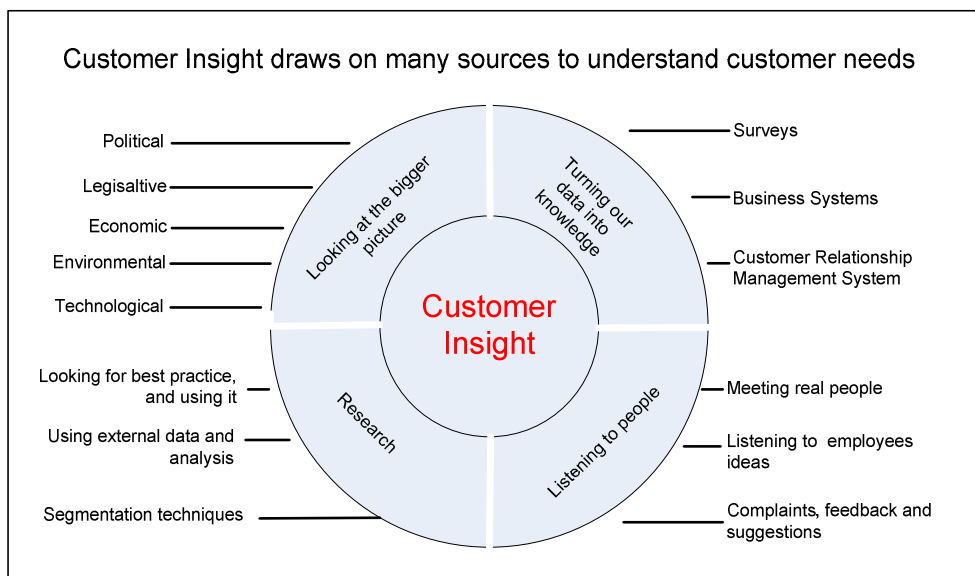 Customer Insight draws on many sources to understand customer needs
Political
Legisaltive
Economic
Environmental
Technological
Looking at the bigger
picture
Turning our
data into
knowledge
Surveys
Business Systems
Customer Relationship
Management System
Customer
Insight
Looking for best practice,
and using it
Using external data and
analysis
Segmentation techniques
Research
Listening to people
Meeting real people
Listening to  employees
ideas
Complaints, feedback and
suggestions